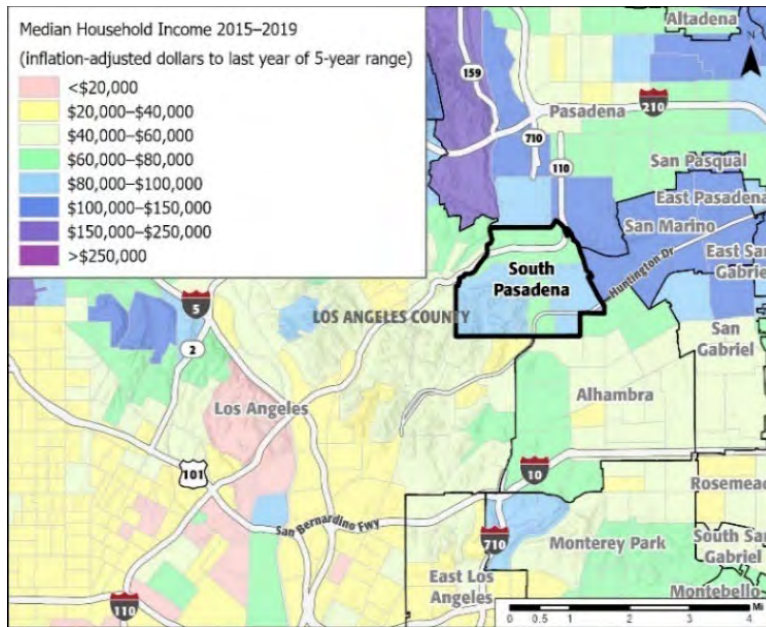 Median Household Income 2015–2019
(inflation-adjusted dollars to last year of 5-year range)
<$20,000
$20,000–$40,000
$40,000–$60,000
$60,000–$80,000
$80,000–$100,000
$100,000–$150,000
$150,000–$250,000
>$250,000
Altadena
N
159
Pasadena
210
710
110
San Pasqual
East Pasadena
San Marino
East San
Gabriel
Huntington Dr
South
Pasadena
5
LOS ANGELES COUNTY
2
San
Gabriel
Alhambra
Los Angeles
101
10
Rosemead
San Bernardino Fwy
710
Monterey Park
South San
Gabriel
East Los
Angeles
Montebello
110
0 0.5 1 2 3 4
Mi